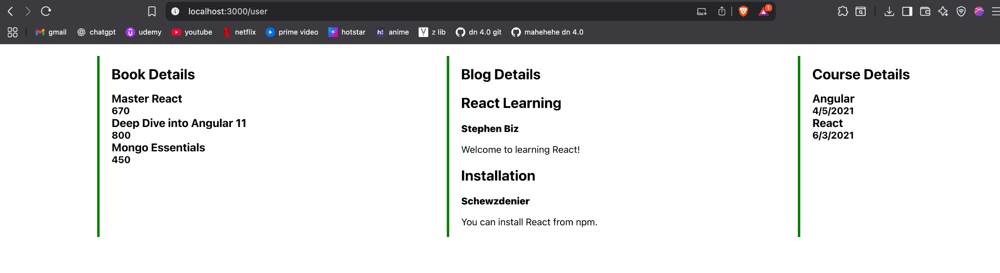 localhost:3000/user
1
gmail
chatgpt
udemy
youtube
netflix
prime video
h!
anime
z lib
dn 4.0 git
mahehehe dn 4.0
Book Details
Master React
670
Deep Dive into Angular 11
800
Mongo Essentials
450
Blog Details
React Learning
Stephen Biz
Welcome to learning React!
Installation
Schewzdenier
You can install React from npm.
Course Details
Angular
4/5/2021
React
6/3/2021